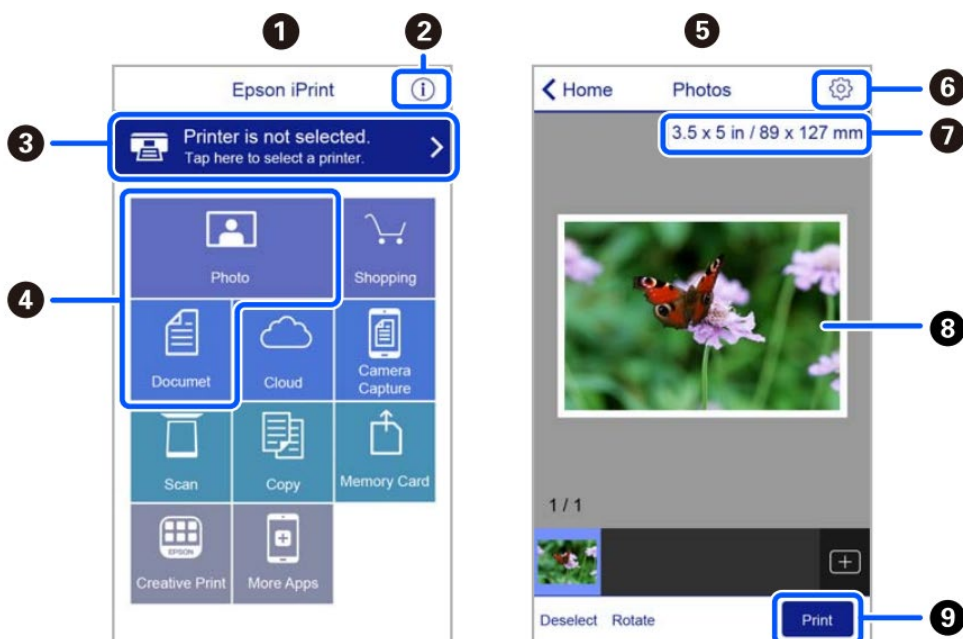 1
2
Epson iPrint
i
3
Printer is not selected.
Tap here to select a printer.
4
Photo
Shopping
Documet
Cloud
Camera
Capture
Scan
Copy
Memory Card
EPSON
Creative Print
More Apps
5
Home
Photos
6
3.5 x 5 in / 89 x 127 mm
7
8
1 / 1
Deselect
Rotate
Print
9